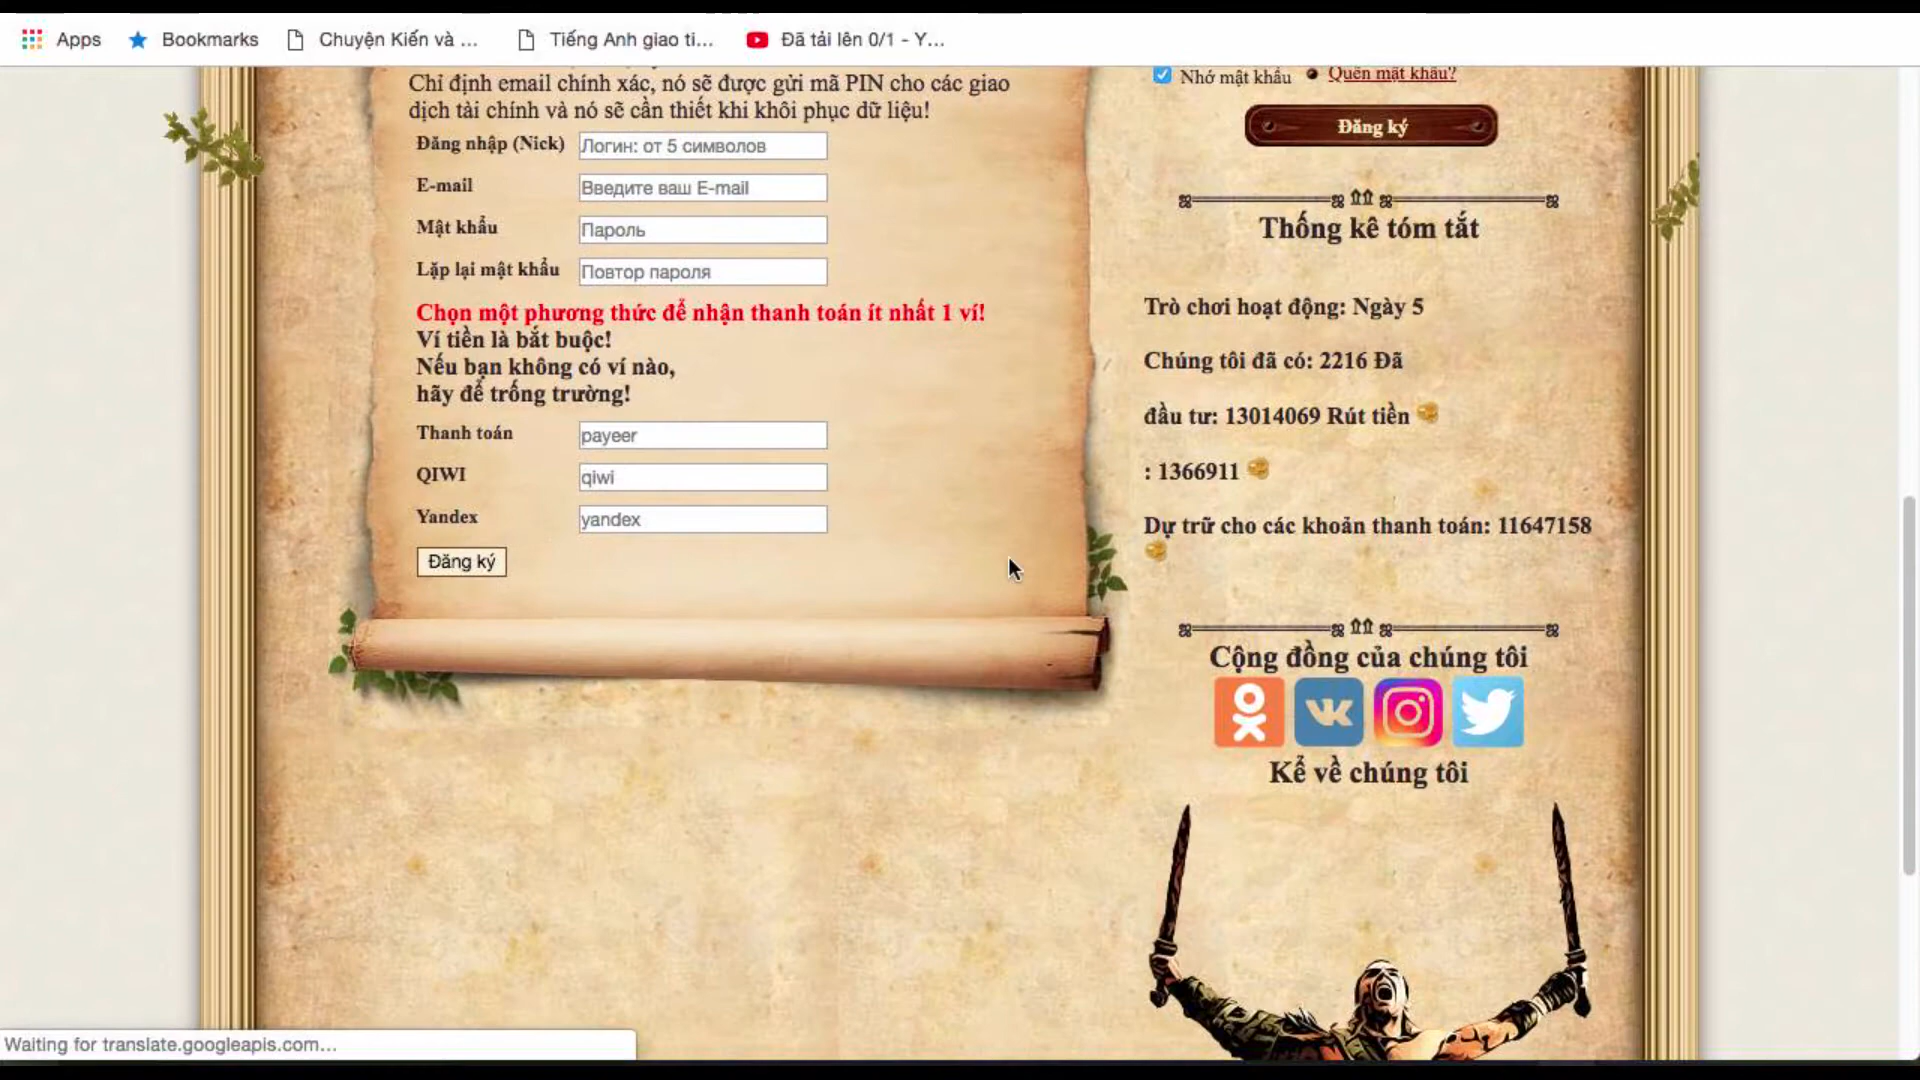 Apps Bookmarks Chuyện Kiến và ... Tiếng Anh giao ti... Đã tải lên 0/1 - Y...
Chỉ định email chính xác, nó sẽ được gửi mã PIN cho các giao
dịch tài chính và nó sẽ cần thiết khi khôi phục dữ liệu!
Đăng nhập (Nick) Логин: от 5 символов
E-mail Введите ваш E-mail
Mật khẩu Пароль
Lặp lại mật khẩu Повтор пароля
Chọn một phương thức để nhận thanh toán ít nhất 1 ví!
Ví tiền là bắt buộc!
Nếu bạn không có ví nào,
hãy để trống trường!
Thanh toán payeer
QIWI qiwi
Yandex yandex
Đăng ký
Nhớ mật khẩu Quên mật khẩu?
Đăng ký
Thống kê tóm tắt
Trò chơi hoạt động: Ngày 5
Chúng tôi đã có: 2216 Đã
đầu tư: 13014069 Rút tiền
: 1366911
Dự trữ cho các khoản thanh toán: 11647158
Cộng đồng của chúng tôi
Kể về chúng tôi
Waiting for translate.googleapis.com...